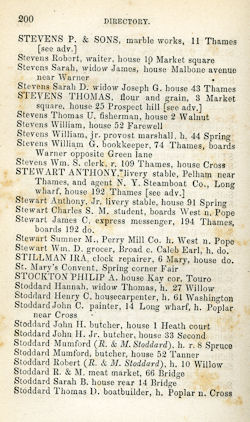 200 DIRECTORY.
STEVENS P. & SONS, marble works, 11 Thames
[see adv.]
Stevens Robert, waiter, house 19 Market square
Stevens Sarah, widow James, house Malbone avenue
near Warner
Stevens Sarah D. widow Joseph G. house 43 Thames
STEVENS THOMAS, flour and grain, 3 Market
square, house 25 Prospect hill [see adv.]
Stevens Thomas U. fisherman, house 2 Walnut
Stevens William, house 52 Farewell
Stevens William, jr. provost marshall, h. 44 Spring
Stevens William G. bookkeeper, 74 Thames, boards
Warner opposite Green lane
Stevens Wm. S. clerk, r. 109 Thames, house Cross
STEWART ANTHONY, livery stable, Pelham near
Thames, and agent N. Y. Steamboat Co., Long
wharf, house 192 Thames [see adv.]
Stewart Anthony, Jr. livery stable, house 91 Spring
Stewart Charles S. M. student, boards West n. Pope
Stewart James C. express messenger, 194 Thames,
boards 192 do.
Stewart Sumner M.. Perry Mill Co. h. West n. Pope
Stewart Wm. D. grocer, Broad c. Caleb Earl, h. do.
STILLMAN IRA, clock repairer, 6 Mary, house do.
St. Mary's Convent, Spring corner Fair
STOCKTON PHILIP A. house Kay cor. Touro
Stoddard Hannah, widow Thomas, h. 27 Willow
Stoddard Henry C. housecarpenter, h. 61 Washington
Stoddard John C. painter, 14 Long wharf, h. Poplar
near Cross
Stoddard John H. butcher, house 1 Heath court
Stoddard John H. Jr. butcher, house 33 Second
Stoddard Mumford (R. & M. Stoddard), h. r. 8 Spruce
Stoddard Mumford, butcher, house 52 Tanner
Stoddard Robert (R. & M. Stoddard), h. 10 Willow
Stoddard R. & M. meat market, 66 Bridge
Stoddard Sarah B. house rear 14 Bridge
Stoddard Thomas D. boatbuilder, h. Poplar n. Cross